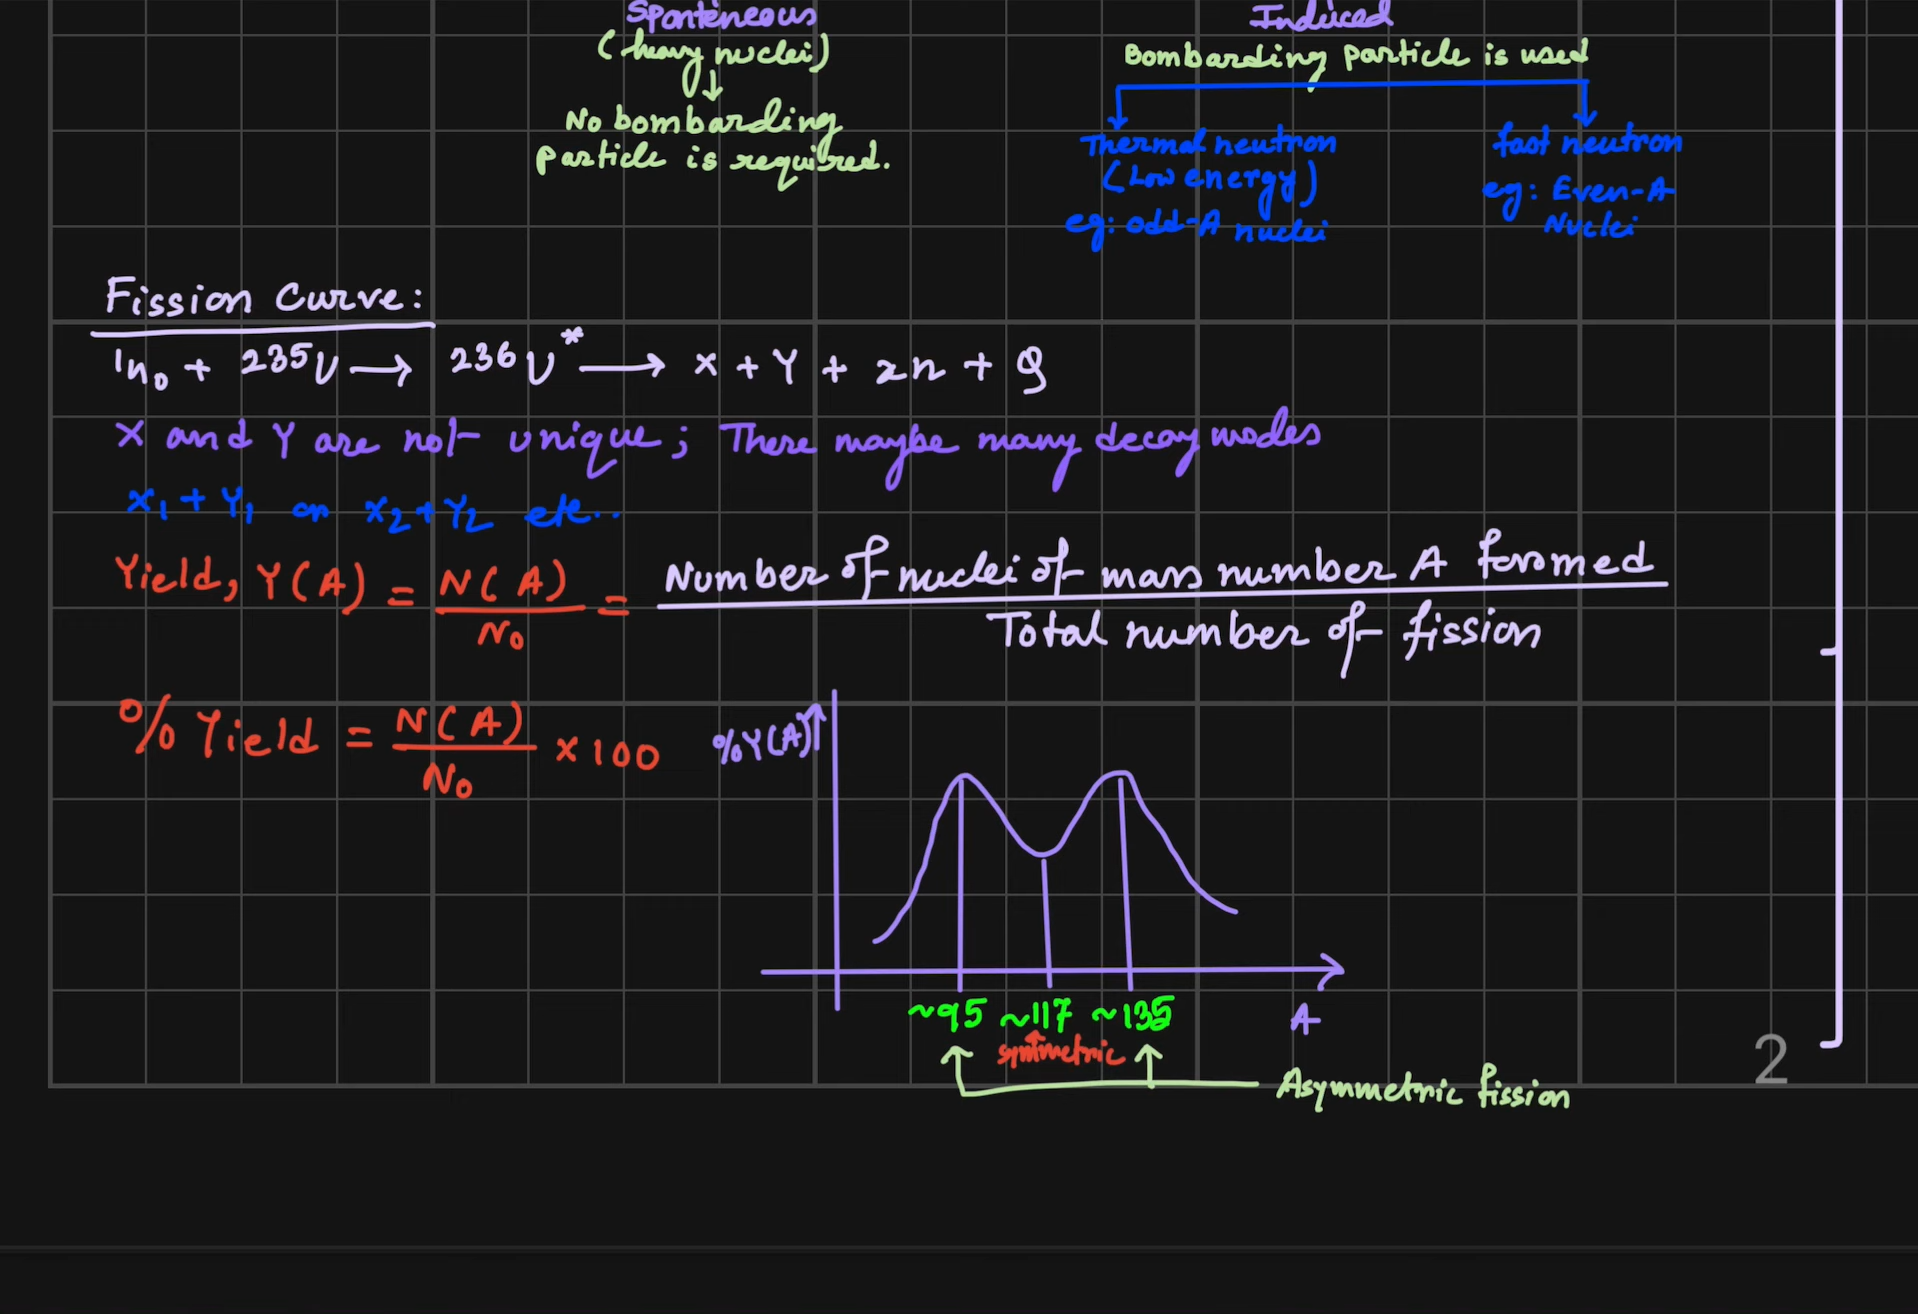 Spontaneous
(heavy nuclei)
↓
No bombarding
particle is required.
Induced
Bombarding particle is used
Thermal neutron
(Low energy)
eg: odd-A nuclei
fast neutron
eg: Even-A
Nuclei
Fission Curve:
¹n₀ + 235U → 236U* → x + Y + xn + Q
X and Y are not unique; There maybe many decay modes
X₁ + Y₁ or X₂ + Y₂ etc..
Yield, Y(A) = N(A)/N₀ = Number of nuclei of mass number A formed / Total number of fission
% Yield = N(A)/N₀ × 100
%Y(A)↑
~95 ~117 ~135 A
symmetric
Asymmetric fission
2